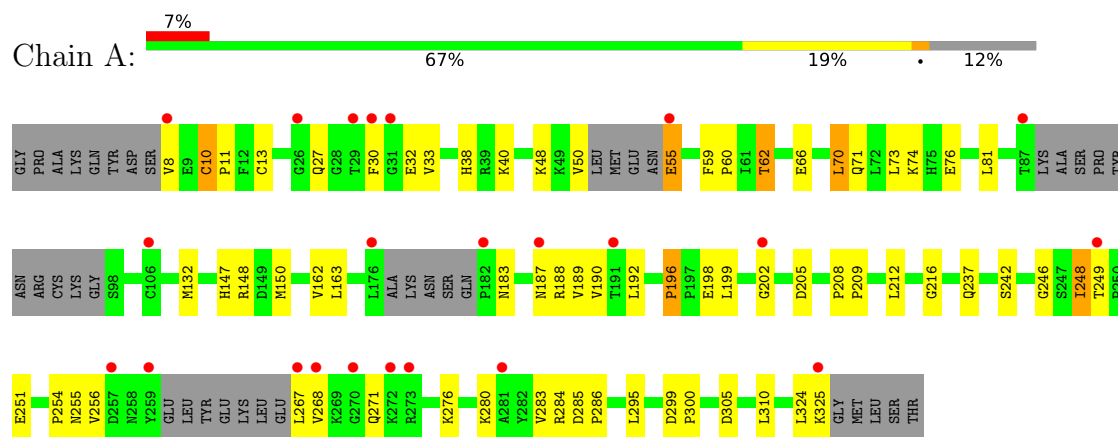 7%
Chain A:
67% 19% • 12%
GLY PRO ALA LYS GLN TYR ASP SER V8 E9 C10 P11 F12 C13 G26 Q27 G28 T29 F30 G31 E32 V33 H38 R39 K40 K48 K49 V50 LEU MET GLU ASN E55 F59 P60 I61 T62 E66 L70 Q71 L72 L73 K74 H75 E76 L81 T87 LYS ALA SER PRO TYR
ASN ARG CYS LYS GLY S98 C106 M132 H147 R148 D149 M150 V162 L163 L176 ALA LYS ASN SER GLN P182 N183 N187 R188 V189 V190 T191 L192 P196 P197 E198 L199 G202 D205 P208 P209 L212 G216 Q237 S242 G246 S247 I248 T249 P250
E251 P254 N255 V256 D257 N258 Y259 GLU LEU TYR GLU LYS LEU GLU L267 V268 K269 G270 Q271 K272 R273 K276 K280 A281 Y282 V283 R284 D285 P286 L295 D299 P300 D305 L310 L324 K325 GLY MET LEU SER THR